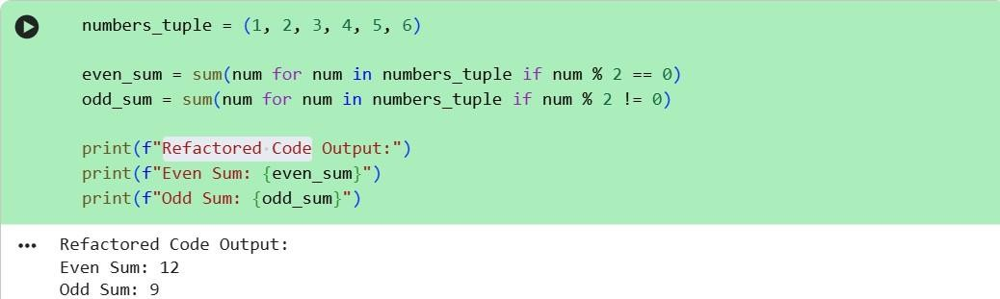 numbers_tuple = (1, 2, 3, 4, 5, 6)
even_sum = sum(num for num in numbers_tuple if num % 2 == 0)
odd_sum = sum(num for num in numbers_tuple if num % 2 != 0)
print(f"Refactored Code Output:")
print(f"Even Sum: {even_sum}")
print(f"Odd Sum: {odd_sum}")
Refactored Code Output:
Even Sum: 12
Odd Sum: 9